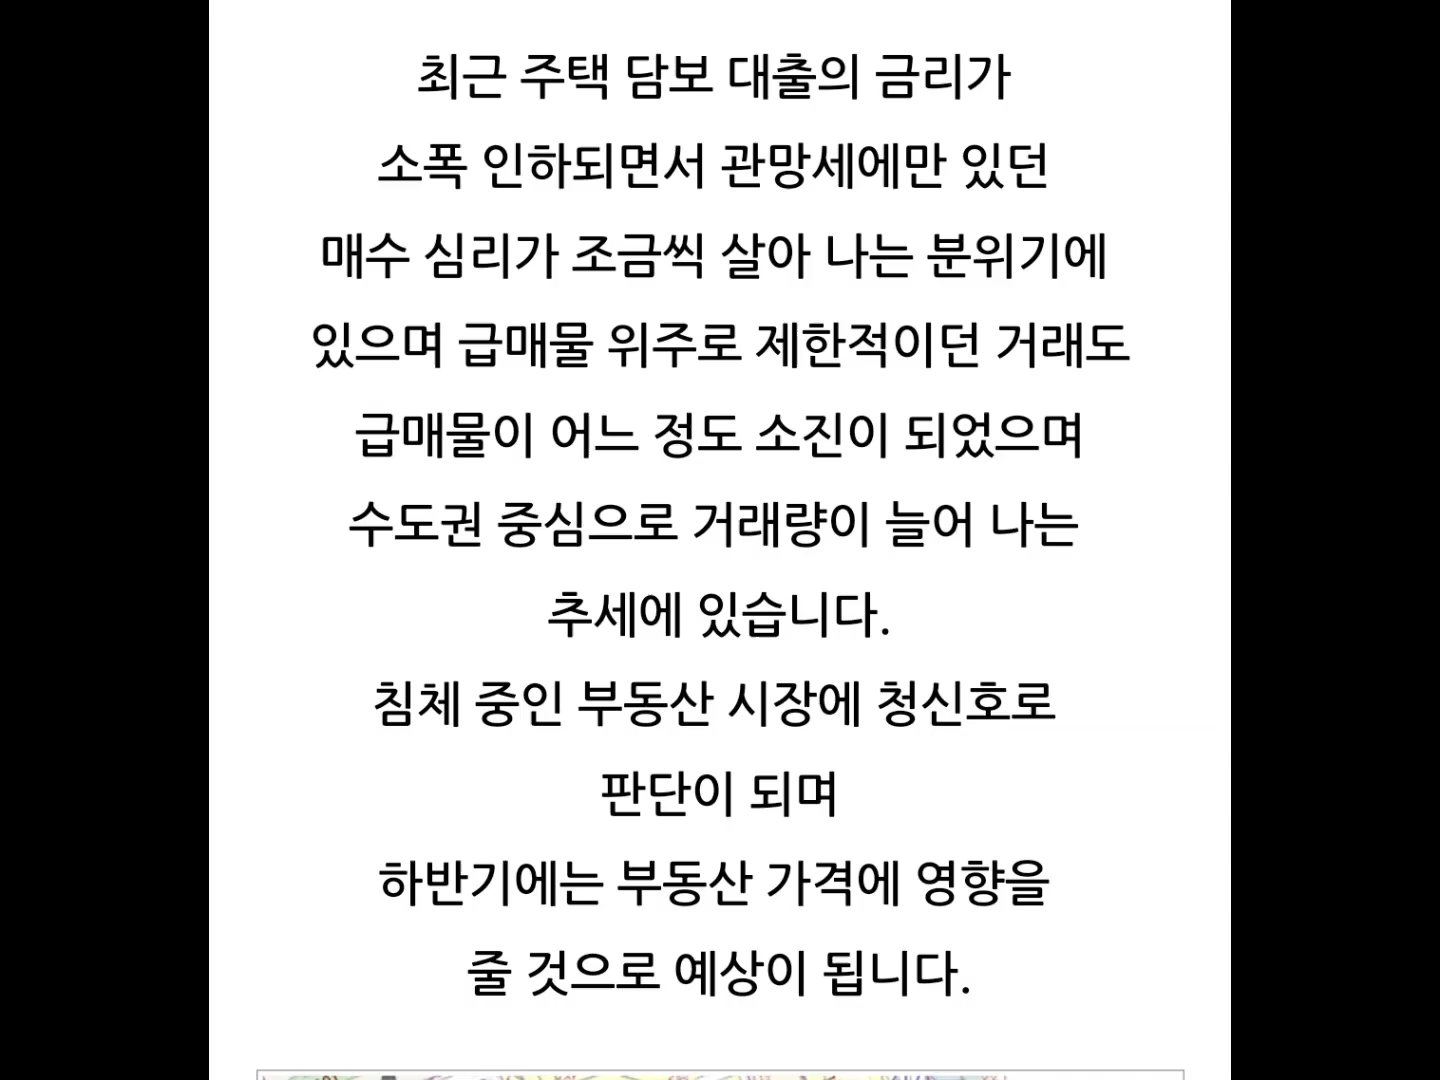 최근 주택 담보 대출의 금리가
소폭 인하되면서 관망세에만 있던
매수 심리가 조금씩 살아 나는 분위기에
있으며 급매물 위주로 제한적이던 거래도
급매물이 어느 정도 소진이 되었으며
수도권 중심으로 거래량이 늘어 나는
추세에 있습니다.
침체 중인 부동산 시장에 청신호로
판단이 되며
하반기에는 부동산 가격에 영향을
줄 것으로 예상이 됩니다.